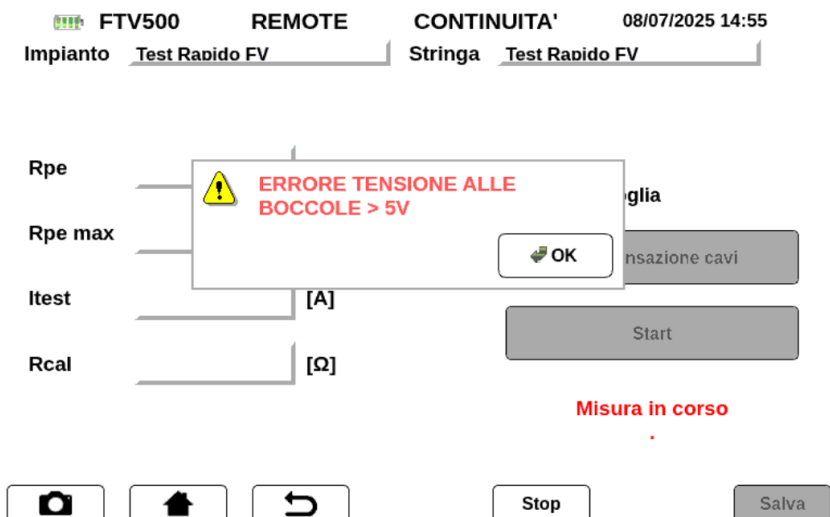 FTV500 REMOTE CONTINUITA' 08/07/2025 14:55
Impianto Test Rapido FV Stringa Test Rapido FV
Rpe
ERRORE TENSIONE ALLE
BOCCOLE > 5V
oglia
Rpe max
OK
nsazione cavi
Itest [A]
Start
Rcal [Ω]
Misura in corso
.
Stop Salva